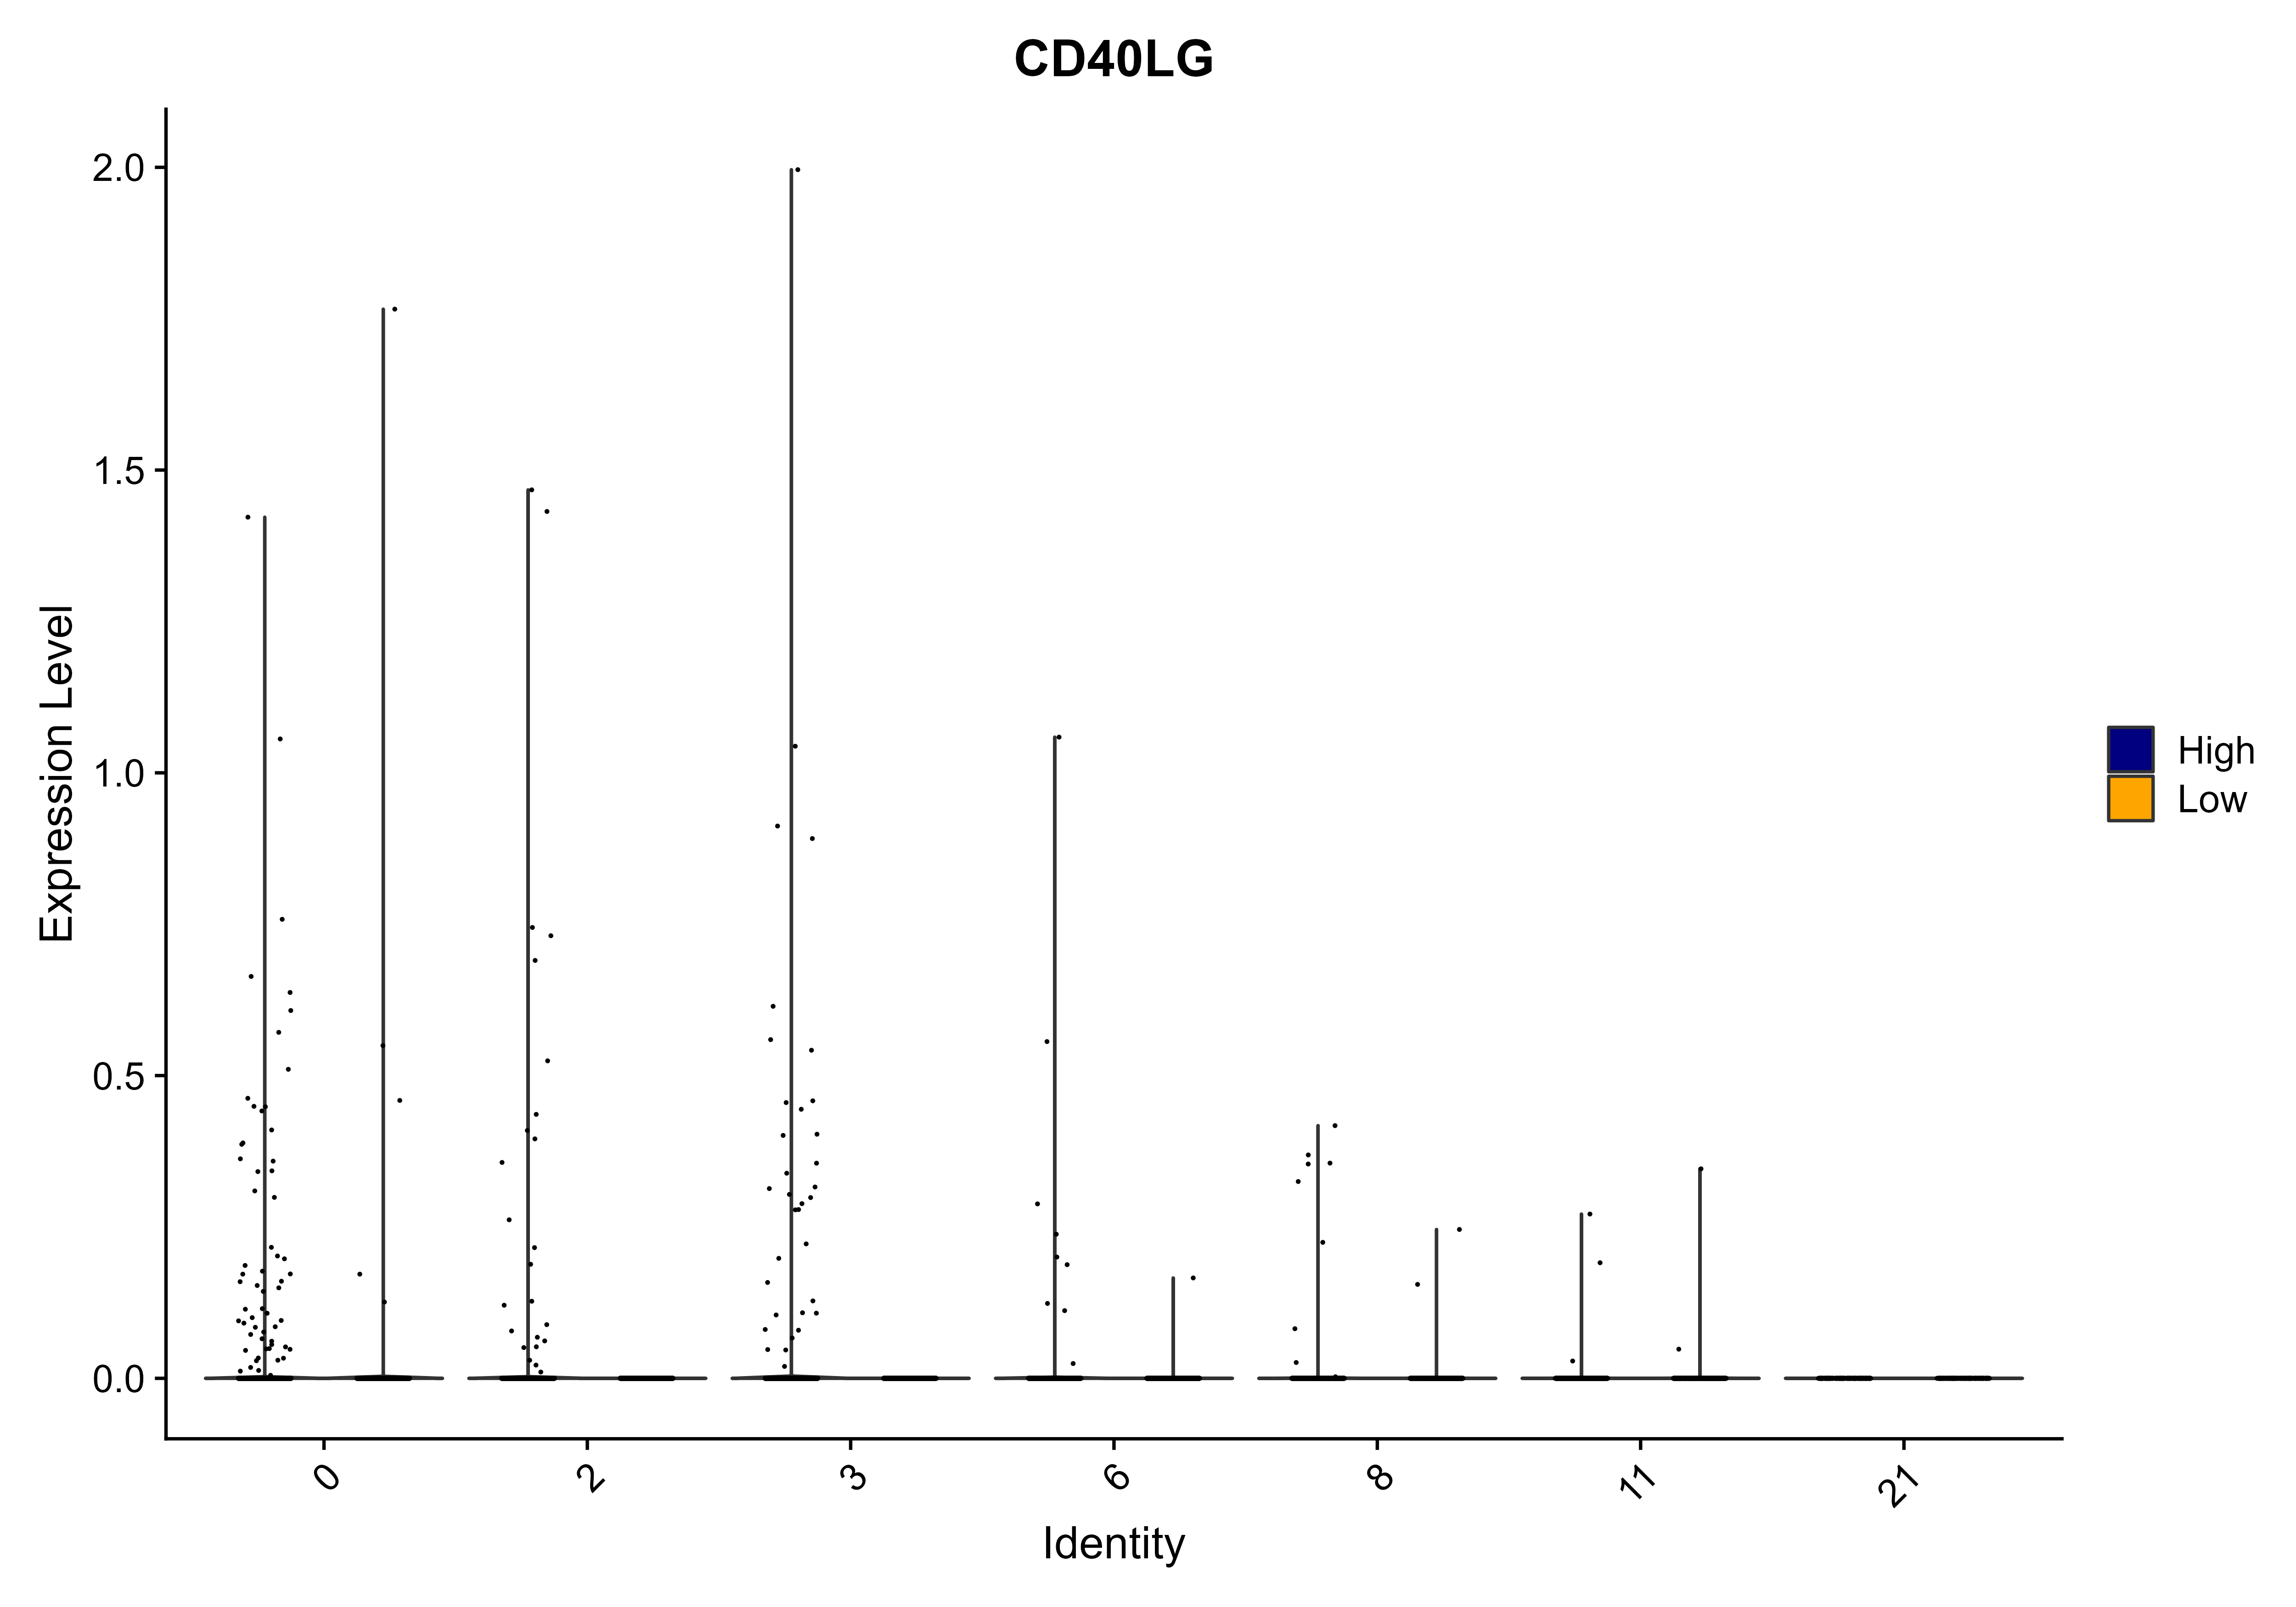 CD40LG
2.0
1.5
1.0
0.5
0.0
Expression Level
High
Low
0 2 3 6 8 11 21
Identity